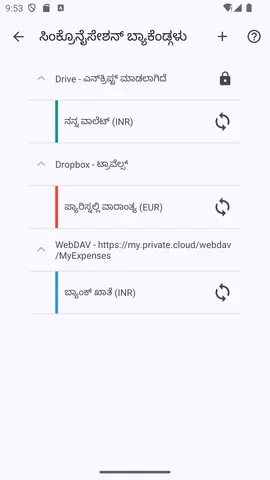 9:53
ಸಿಂಕ್ರೊನೈಸೇಶನ್ ಬ್ಯಾಕೆಂಡ್ಗಳು
Drive - ಎನ್‌ಕ್ರಿಪ್ಟ್ ಮಾಡಲಾಗಿದೆ
ನನ್ನ ವಾಲೆಟ್ (INR)
Dropbox - ಟ್ರಾವೆಲ್ಸ್
ಪ್ಯಾರಿಸ್ನಲ್ಲಿ ವಾರಾಂತ್ಯ (EUR)
WebDAV - https://my.private.cloud/webdav
/MyExpenses
ಬ್ಯಾಂಕ್ ಖಾತೆ (INR)